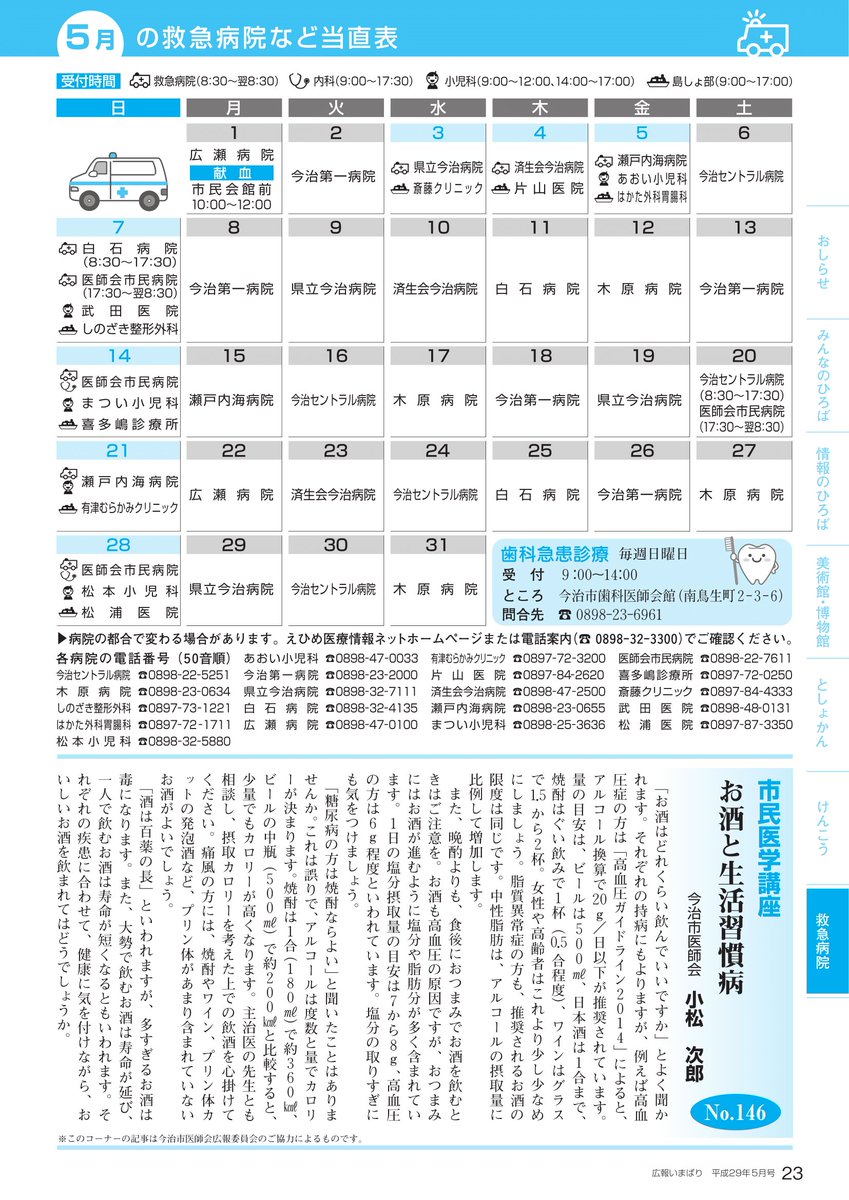 5月 の救急病院など当直表
受付時間 救急病院(8:30〜翌8:30) 内科(9:00〜17:30) 小児科(9:00〜12:00、14:00〜17:00) 島しょ部(9:00〜17:00)
日 月 火 水 木 金 土
1
広瀬病院
献血
市民会館前
10:00〜12:00
2
今治第一病院
3
県立今治病院
斎藤クリニック
4
済生会今治病院
片山医院
5
瀬戸内海病院
あおい小児科
はかた外科胃腸科
6
今治セントラル病院
7
白石病院
(8:30〜17:30)
医師会市民病院
(17:30〜翌8:30)
武田医院
しのざき整形外科
8
今治第一病院
9
県立今治病院
10
済生会今治病院
11
白石病院
12
木原病院
13
今治第一病院
14
医師会市民病院
まつい小児科
喜多嶋診療所
15
瀬戸内海病院
16
今治セントラル病院
17
木原病院
18
今治第一病院
19
県立今治病院
20
今治セントラル病院
(8:30〜17:30)
医師会市民病院
(17:30〜翌8:30)
21
瀬戸内海病院
有津むらかみクリニック
22
広瀬病院
23
済生会今治病院
24
今治セントラル病院
25
白石病院
26
今治第一病院
27
木原病院
28
医師会市民病院
松本小児科
松浦医院
29
県立今治病院
30
今治セントラル病院
31
木原病院
歯科急患診療 毎週日曜日
受付 9:00〜14:00
ところ 今治市歯科医師会館(南鳥生町2-3-6)
問合先 ☎0898-23-6961
▶病院の都合で変わる場合があります。えひめ医療情報ネットホームページまたは電話案内(☎0898-32-3300)でご確認ください。
各病院の電話番号(50音順) あおい小児科 ☎0898-47-0033 有津むらかみクリニック ☎0897-72-3200 医師会市民病院 ☎0898-22-7611
今治セントラル病院 ☎0898-22-5251 今治第一病院 ☎0898-23-2000 片山医院 ☎0897-84-2620 喜多嶋診療所 ☎0897-72-0250
木原病院 ☎0898-23-0634 県立今治病院 ☎0898-32-7111 済生会今治病院 ☎0898-47-2500 斎藤クリニック ☎0897-84-4333
しのざき整形外科 ☎0897-73-1221 白石病院 ☎0898-32-4135 瀬戸内海病院 ☎0898-23-0655 武田医院 ☎0898-48-0131
はかた外科胃腸科 ☎0897-72-1711 広瀬病院 ☎0898-47-0100 まつい小児科 ☎0898-25-3636 松浦医院 ☎0897-87-3350
松本小児科 ☎0898-32-5880
市民医学講座
お酒と生活習慣病
今治市医師会 小松 次郎
No.146
「お酒はどれくらい飲んでいいですか」とよく聞か
れます。それぞれの持病にもよりますが、例えば高血
圧症の方は「高血圧ガイドライン2014」によると、
アルコール換算で20g/日以下が推奨されています。
量の目安は、ビールは500㎖、日本酒は1合まで、
焼酎はぐい飲みで1杯(0.5合程度)、ワインはグラス
で1.5から2杯。女性や高齢者はこれより少し少なめ
にしましょう。脂質異常症の方も、推奨されるお酒の
限度は同じです。中性脂肪は、アルコールの摂取量に
比例して増加します。
また、晩酌よりも、食後におつまみでお酒を飲むと
きはご注意を。お酒も高血圧の原因ですが、おつまみ
にはお酒が進むように塩分や脂肪分が多く含まれてい
ます。1日の塩分摂取量の目安は7から8g、高血圧
の方は6g程度といわれています。塩分の取りすぎに
も気をつけましょう。
「糖尿病の方は焼酎ならよい」と聞いたことはありま
せんか。これは誤りで、アルコールは度数と量でカロリ
ーが決まります。焼酎は1合(180㎖)で約360㎉、
ビールの中瓶(500㎖)で約200㎉と比較すると、
少量でもカロリーが高くなります。主治医の先生とも
相談し、摂取カロリーを考えた上での飲酒を心掛けて
ください。痛風の方には、焼酎やワイン、プリン体カ
ットの発泡酒など、プリン体があまり含まれていない
お酒がよいでしょう。
「酒は百薬の長」といわれますが、多すぎるお酒は
毒になります。また、大勢で飲むお酒は寿命が延び、
一人で飲むお酒は寿命が短くなるともいわれます。そ
れぞれの疾患に合わせて、健康に気を付けながら、お
いしいお酒を飲まれてはどうでしょうか。
※このコーナーの記事は今治市医師会広報委員会のご協力によるものです。
おしらせ
みんなのひろば
情報のひろば
美術館・博物館
としょかん
けんこう
救急病院
広報いまばり 平成29年5月号 23